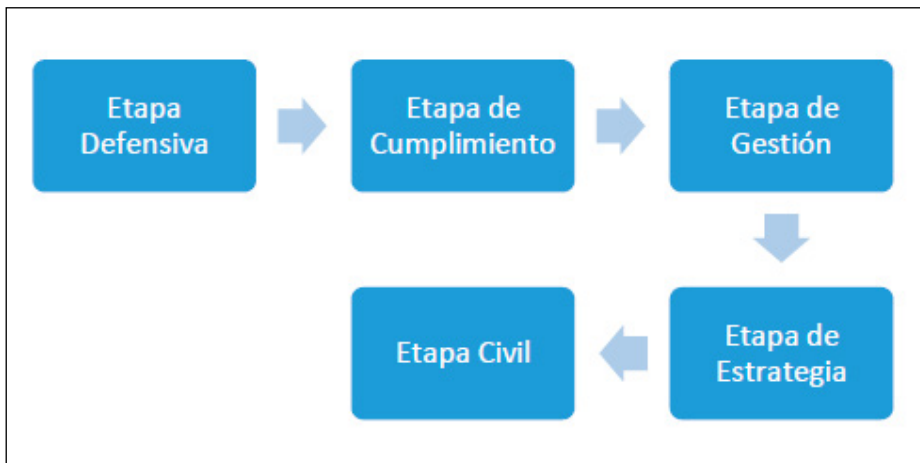 Etapa
Defensiva
Etapa de
Cumplimiento
Etapa de
Gestión
Etapa de
Estrategia
Etapa Civil